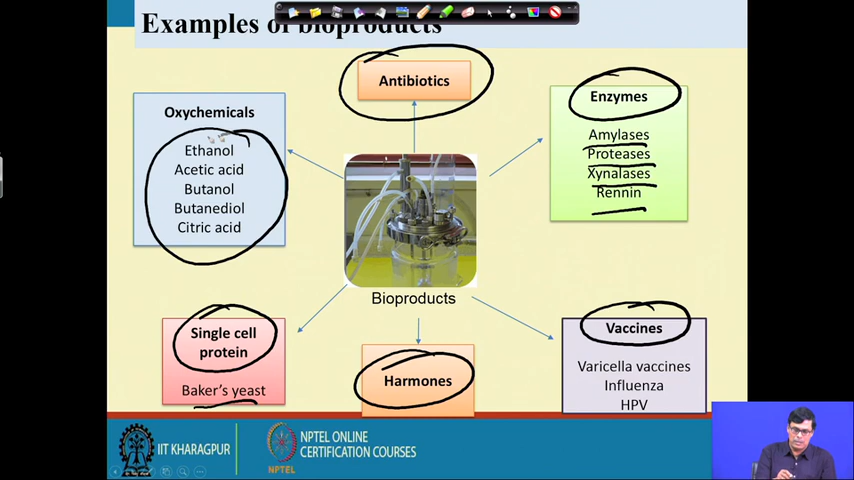 Examples of bioproducts
Antibiotics
Oxychemicals
Ethanol
Acetic acid
Butanol
Butanediol
Citric acid
Enzymes
Amylases
Proteases
Xynalases
Rennin
Bioproducts
Single cell
protein
Baker's yeast
Harmones
Vaccines
Varicella vaccines
Influenza
HPV
IIT KHARAGPUR
NPTEL
NPTEL ONLINE
CERTIFICATION COURSES